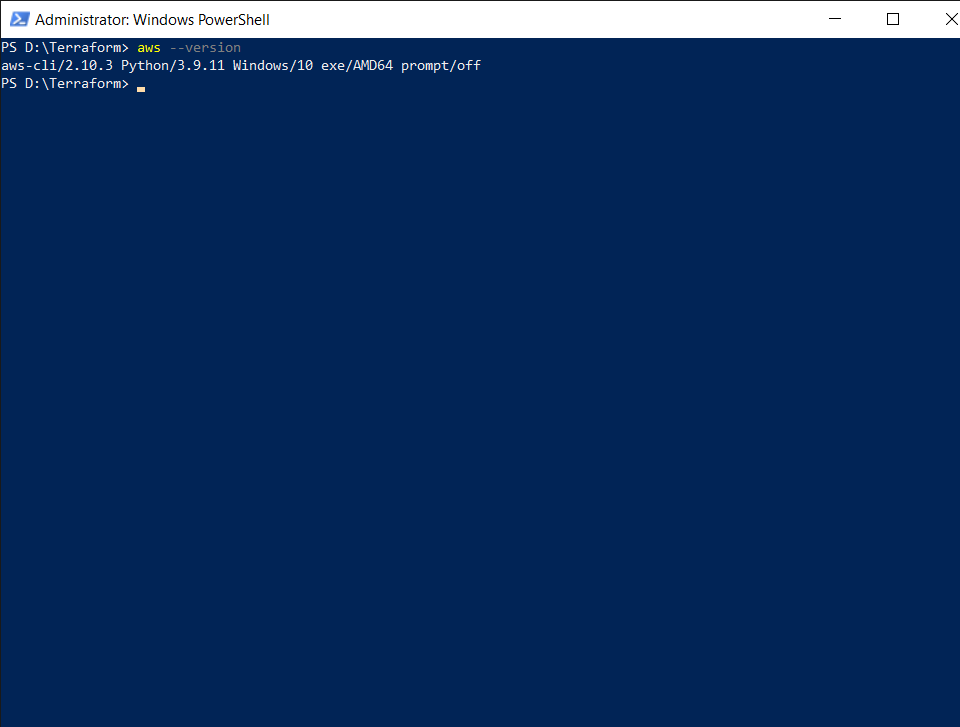 Administrator: Windows PowerShell
PS D:\Terraform> aws --version
aws-cli/2.10.3 Python/3.9.11 Windows/10 exe/AMD64 prompt/off
PS D:\Terraform>